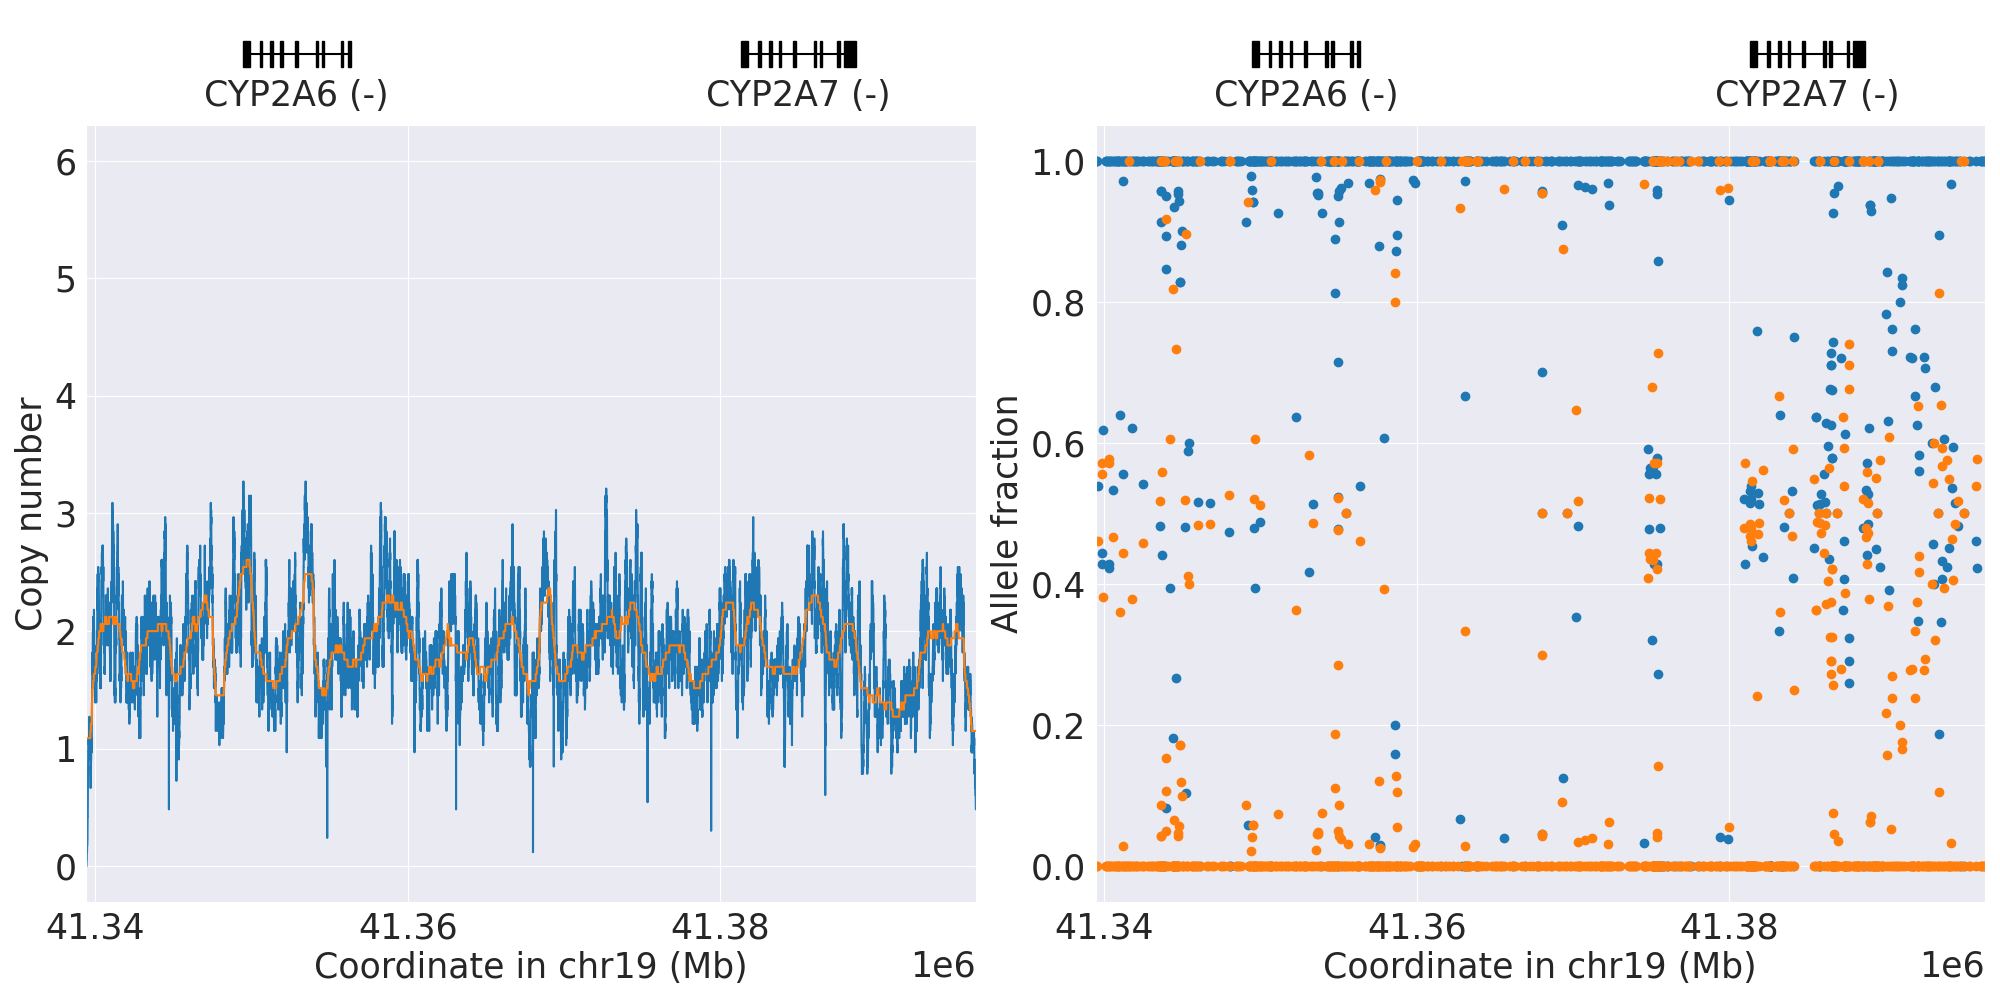 CYP2A6 (-) CYP2A7 (-)
6
5
4
3
2
1
0
Copy number
41.34 41.36 41.38
Coordinate in chr19 (Mb) 1e6
CYP2A6 (-) CYP2A7 (-)
1.0
0.8
0.6
0.4
0.2
0.0
Allele fraction
41.34 41.36 41.38
Coordinate in chr19 (Mb) 1e6